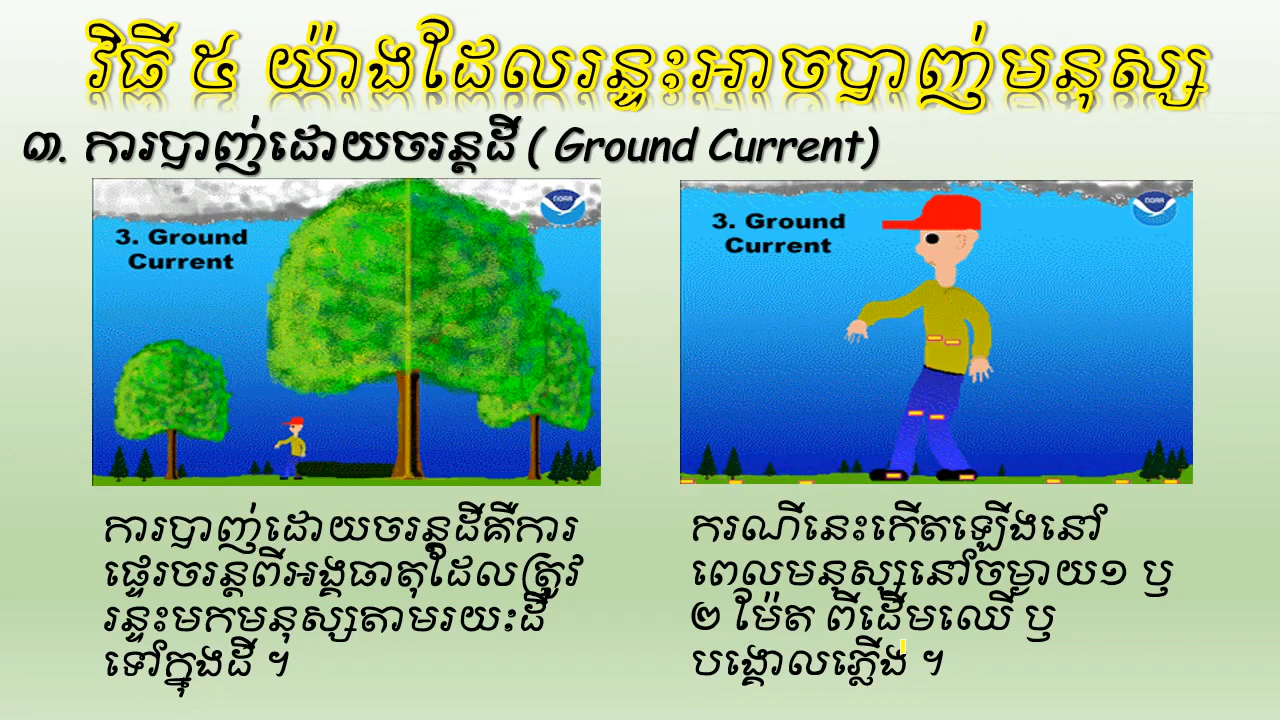 វិធី ៥ យ៉ាងដែលរន្ទះអាចបាញ់មនុស្ស
៣. ការបាញ់ដោយចរន្តដី ( Ground Current)
3. Ground
Current
NOAA
3. Ground
Current
NOAA
ការបាញ់ដោយចរន្តដីគឺការ
ផ្ទេរចរន្តពីអង្គធាតុដែលត្រូវ
រន្ទះមកមនុស្សតាមរយៈដី
ទៅក្នុងដី ។
ករណីនេះកើតឡើងនៅ
ពេលមនុស្សនៅចម្ងាយ១ ឬ
២ ម៉ែត ពីដើមឈើ ឬ
បង្គោលភ្លើង ។